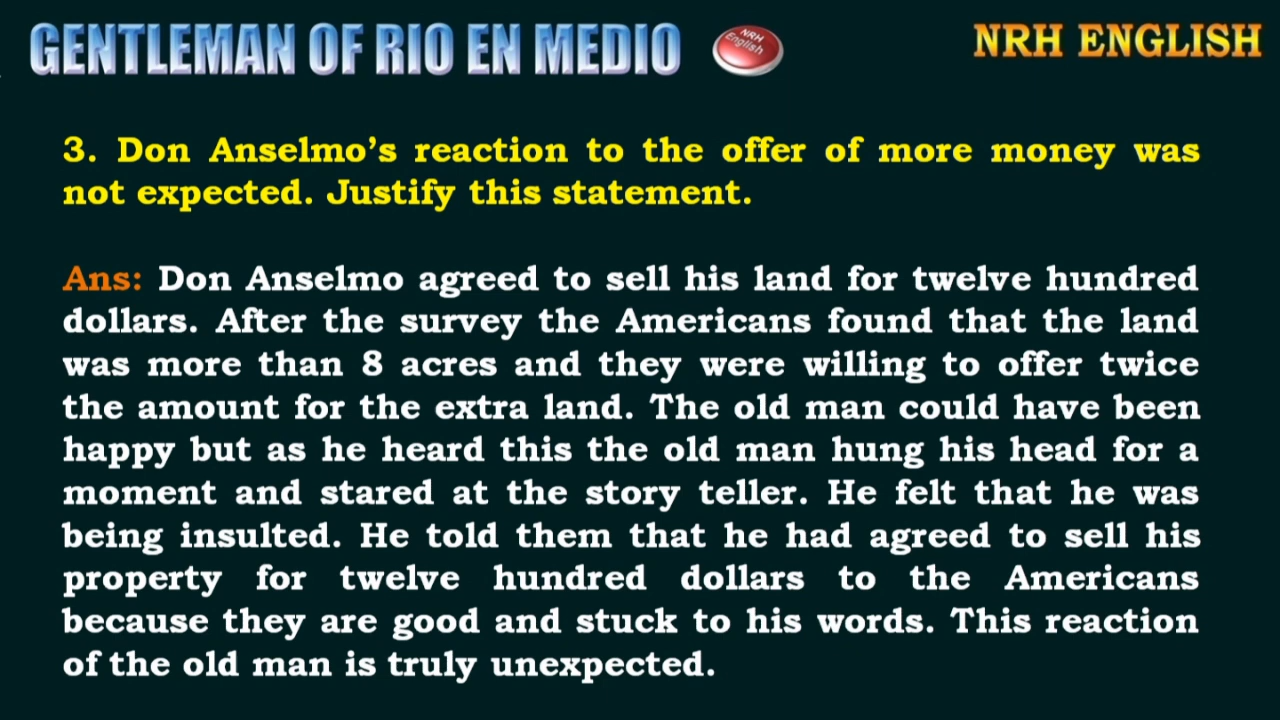 GENTLEMAN OF RIO EN MEDIO
NRH English
NRH ENGLISH
3. Don Anselmo’s reaction to the offer of more money was
not expected. Justify this statement.
Ans: Don Anselmo agreed to sell his land for twelve hundred
dollars. After the survey the Americans found that the land
was more than 8 acres and they were willing to offer twice
the amount for the extra land. The old man could have been
happy but as he heard this the old man hung his head for a
moment and stared at the story teller. He felt that he was
being insulted. He told them that he had agreed to sell his
property for twelve hundred dollars to the Americans
because they are good and stuck to his words. This reaction
of the old man is truly unexpected.